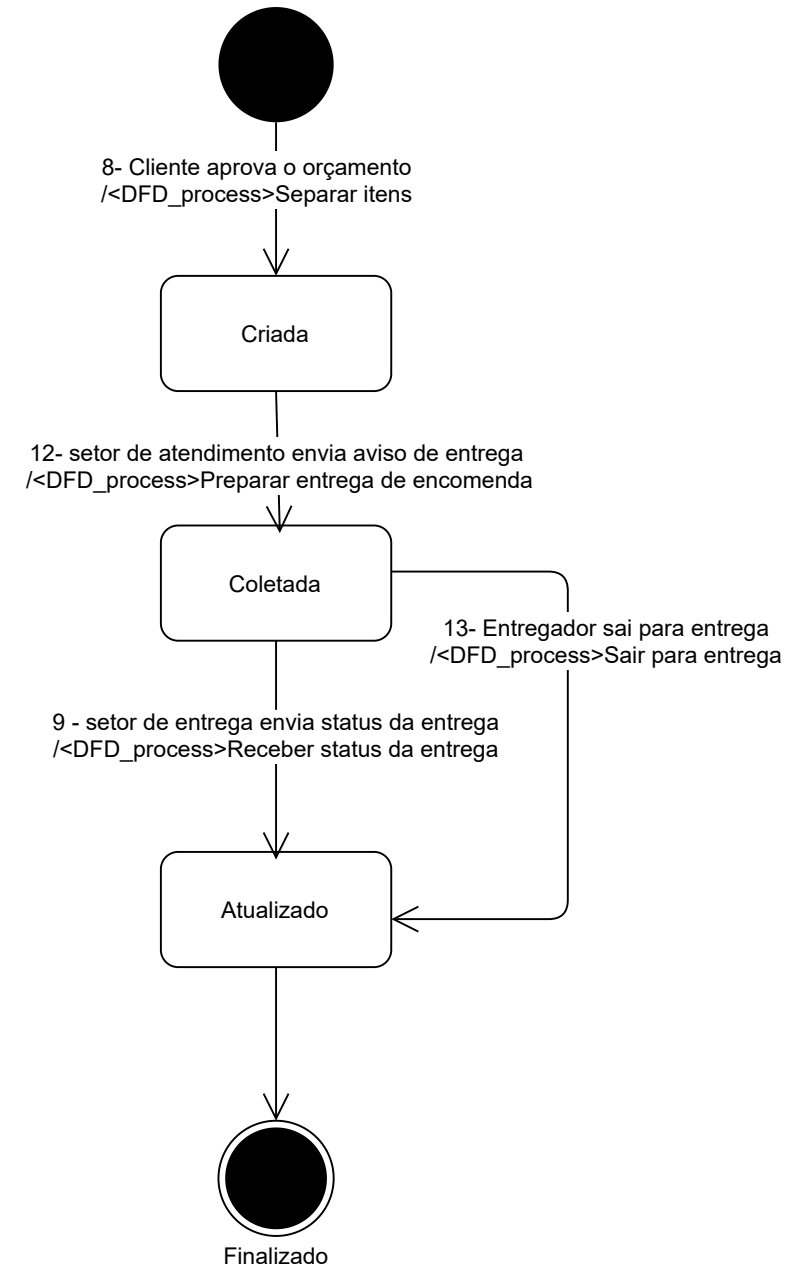 8- Cliente aprova o orçamento
/<DFD_process>Separar itens
Criada
12- setor de atendimento envia aviso de entrega
/<DFD_process>Preparar entrega de encomenda
Coletada
13- Entregador sai para entrega
/<DFD_process>Sair para entrega
9 - setor de entrega envia status da entrega
/<DFD_process>Receber status da entrega
Atualizado
Finalizado